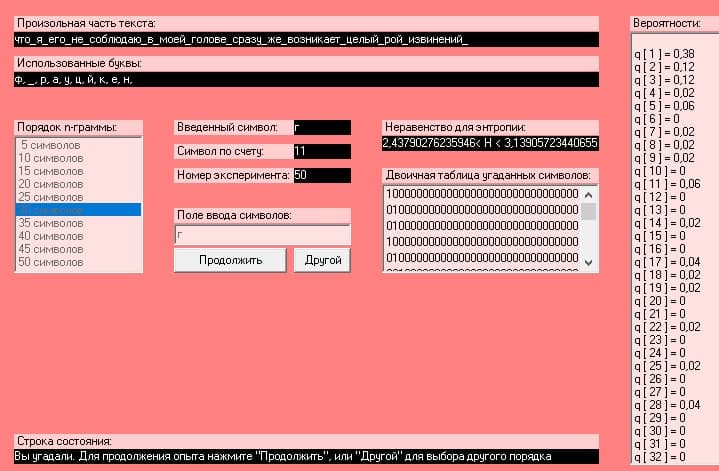 Произольная часть текста:
что_я_его_не_соблюдаю_в_моей_голове_сразу_же_возникает_целый_рой_извинений_
Использованные буквы:
ф, _, р, а, у, ц, й, к, е, н,
Порядок n-граммы:
5 символов
10 символов
15 символов
20 символов
25 символов
35 символов
40 символов
45 символов
50 символов
Введенный символ: г
Символ по счету: 11
Номер эксперимента: 50
Поле ввода символов:
г
Продолжить
Другой
Неравенство для энтропии:
2,43790276235946< H < 3,13905723440655
Двоичная таблица угаданных символов:
10000000000000000000000000000000
01000000000000000000000000000000
01000000000000000000000000000000
10000000000000000000000000000000
01000000000000000000000000000000
Вероятности:
q [ 1 ] = 0,38
q [ 2 ] = 0,12
q [ 3 ] = 0,12
q [ 4 ] = 0,02
q [ 5 ] = 0,06
q [ 6 ] = 0
q [ 7 ] = 0,02
q [ 8 ] = 0,02
q [ 9 ] = 0,02
q [ 10 ] = 0
q [ 11 ] = 0,06
q [ 12 ] = 0
q [ 13 ] = 0
q [ 14 ] = 0,02
q [ 15 ] = 0
q [ 16 ] = 0
q [ 17 ] = 0,04
q [ 18 ] = 0,02
q [ 19 ] = 0,02
q [ 20 ] = 0
q [ 21 ] = 0
q [ 22 ] = 0,02
q [ 23 ] = 0
q [ 24 ] = 0
q [ 25 ] = 0,02
q [ 26 ] = 0
q [ 27 ] = 0
q [ 28 ] = 0,04
q [ 29 ] = 0
q [ 30 ] = 0
q [ 31 ] = 0
q [ 32 ] = 0
Строка состояния:
Вы угадали. Для продолжения опыта нажмите "Продолжить", или "Другой" для выбора другого порядка